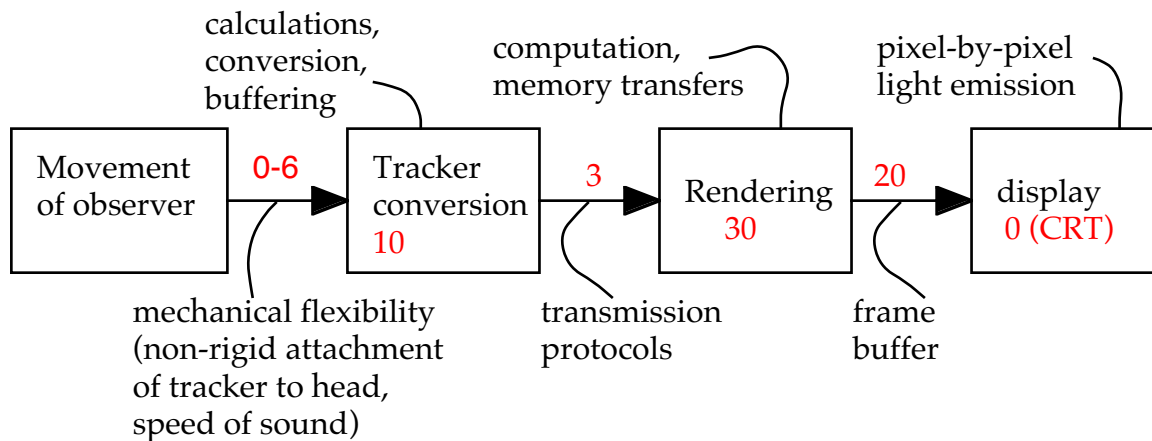 calculations,
conversion,
buffering
computation,
memory transfers
pixel-by-pixel
light emission
Movement
of observer
0-6
Tracker
conversion
10
3
Rendering
30
20
display
0 (CRT)
mechanical flexibility
(non-rigid attachment
of tracker to head,
speed of sound)
transmission
protocols
frame
buffer